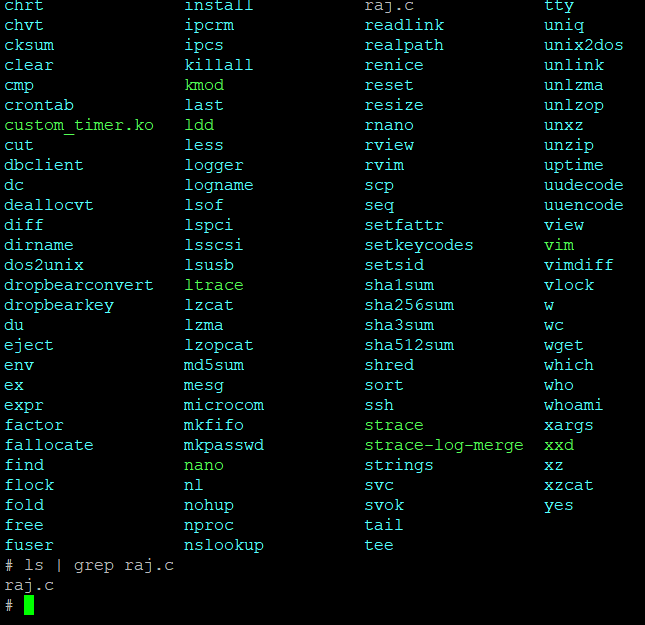 chrt install raj.c tty
chvt ipcrm readlink uniq
cksum ipcs realpath unix2dos
clear killall renice unlink
cmp kmod reset unlzma
crontab last resize unlzop
custom_timer.ko ldd rnano unxz
cut less rview unzip
dbclient logger rvim uptime
dc logname scp uudecode
deallocvt lsof seq uuencode
diff lspci setfattr view
dirname lsscsi setkeycodes vim
dos2unix lsusb setsid vimdiff
dropbearconvert ltrace sha1sum vlock
dropbearkey lzcat sha256sum w
du lzma sha3sum wc
eject lzopcat sha512sum wget
env md5sum shred which
ex mesg sort who
expr microcom ssh whoami
factor mkfifo strace xargs
fallocate mkpasswd strace-log-merge xxd
find nano strings xz
flock nl svc xzcat
fold nohup svok yes
free nproc tail
fuser nslookup tee
# ls | grep raj.c
raj.c
#